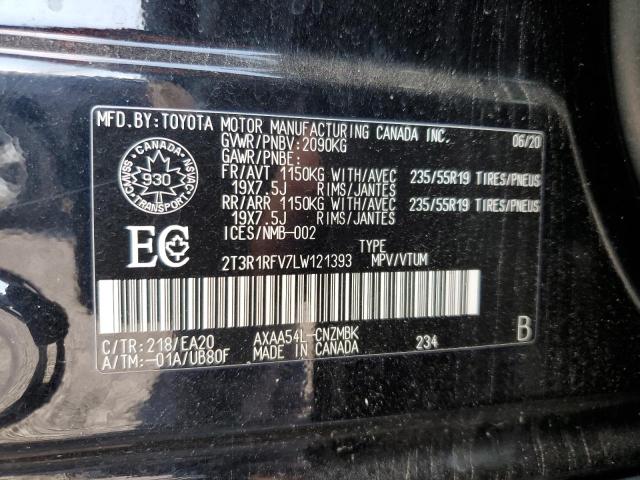 MFD.BY:TOYOTA MOTOR MANUFACTURING CANADA INC. 06/20
GVWR/PNBV:2090KG
GAWR/PNBE:
FR/AVT 1150KG WITH/AVEC 235/55R19 TIRES/PNEUS
19X7.5J RIMS/JANTES
RR/ARR 1150KG WITH/AVEC 235/55R19 TIRES/PNEUS
19X7.5J RIMS/JANTES
ICES/NMB-002
CANADA
930
TRANSPORT
EC
TYPE
2T3R1RFV7LW121393 MPV/VTUM
C/TR:218/EA20 AXAA54L-CNZMBK
A/TM:-01A/UB80F MADE IN CANADA 234 B